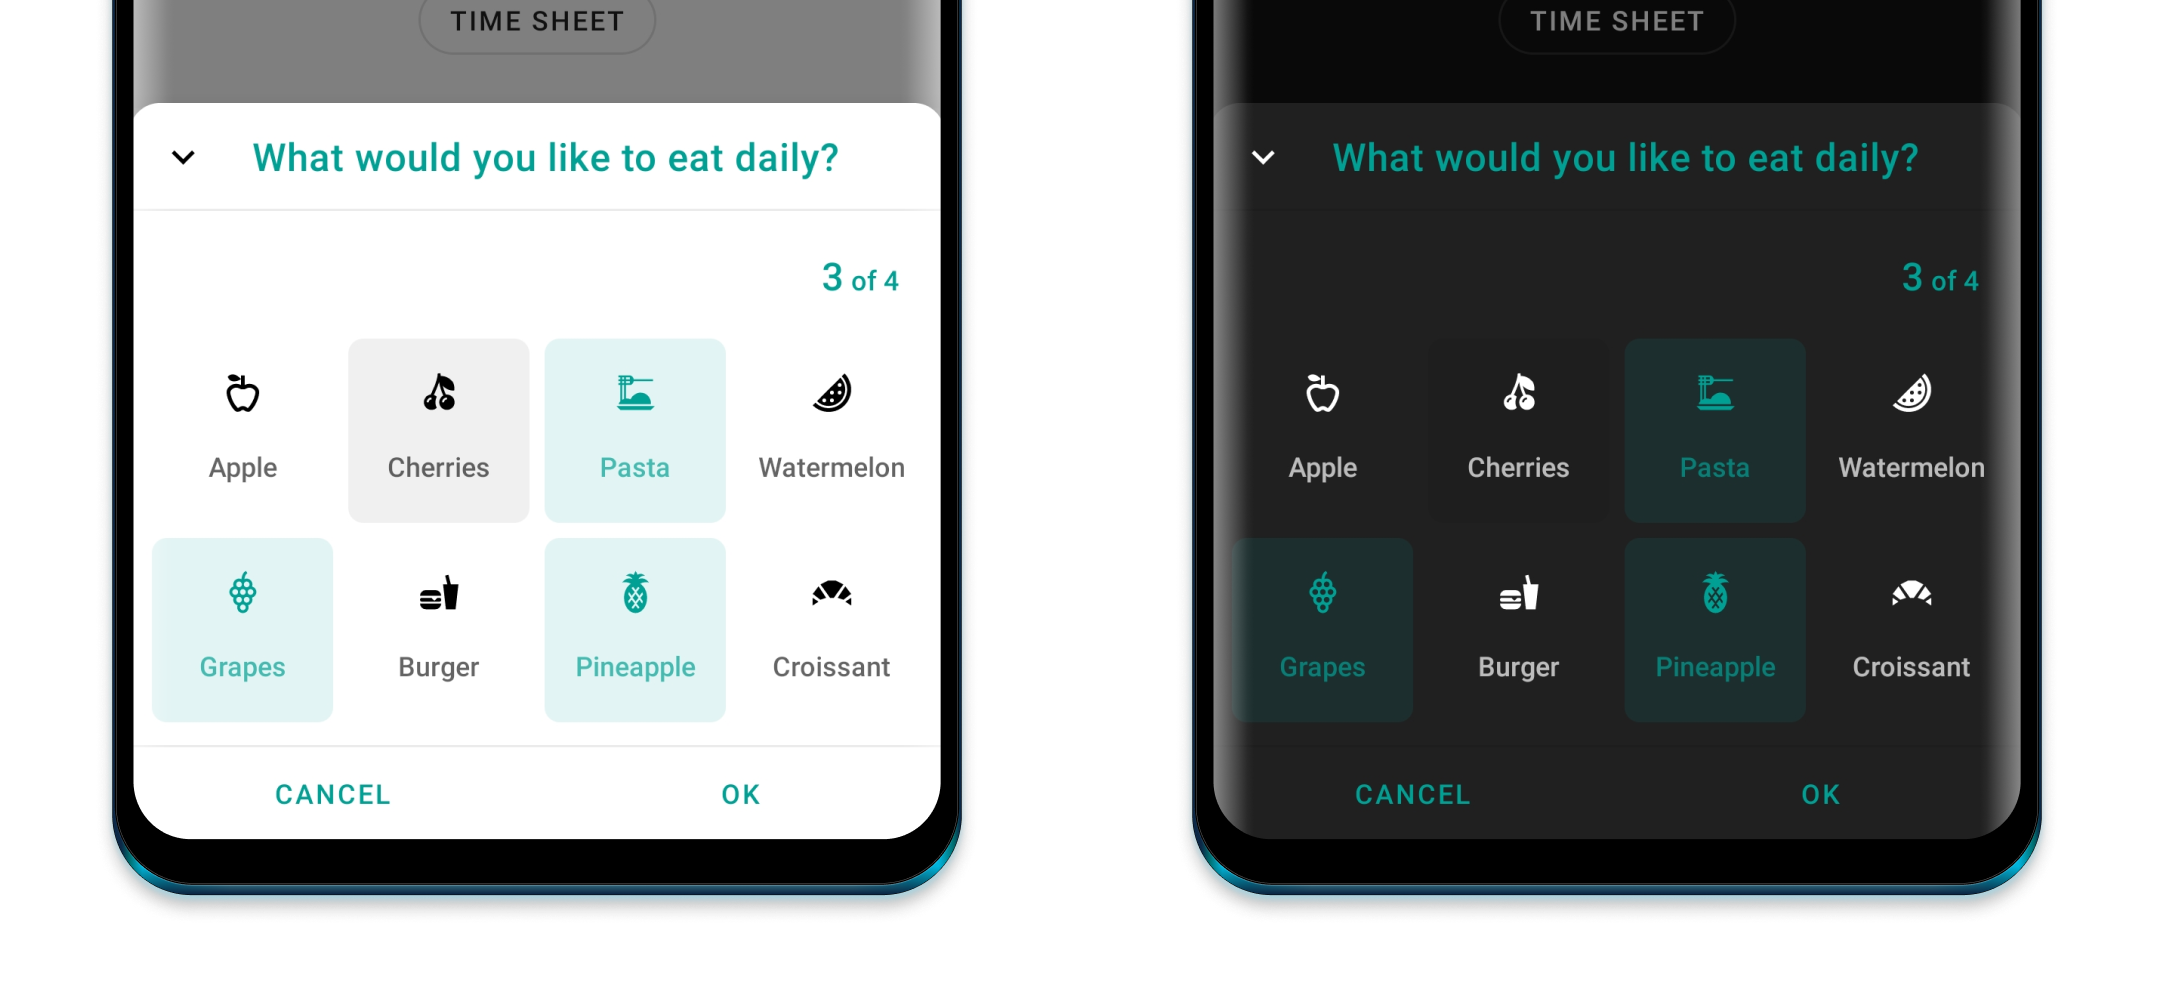 TIME SHEET
What would you like to eat daily?
3 of 4
Apple Cherries Pasta Watermelon
Grapes Burger Pineapple Croissant
CANCEL OK
TIME SHEET
What would you like to eat daily?
3 of 4
Apple Cherries Pasta Watermelon
Grapes Burger Pineapple Croissant
CANCEL OK